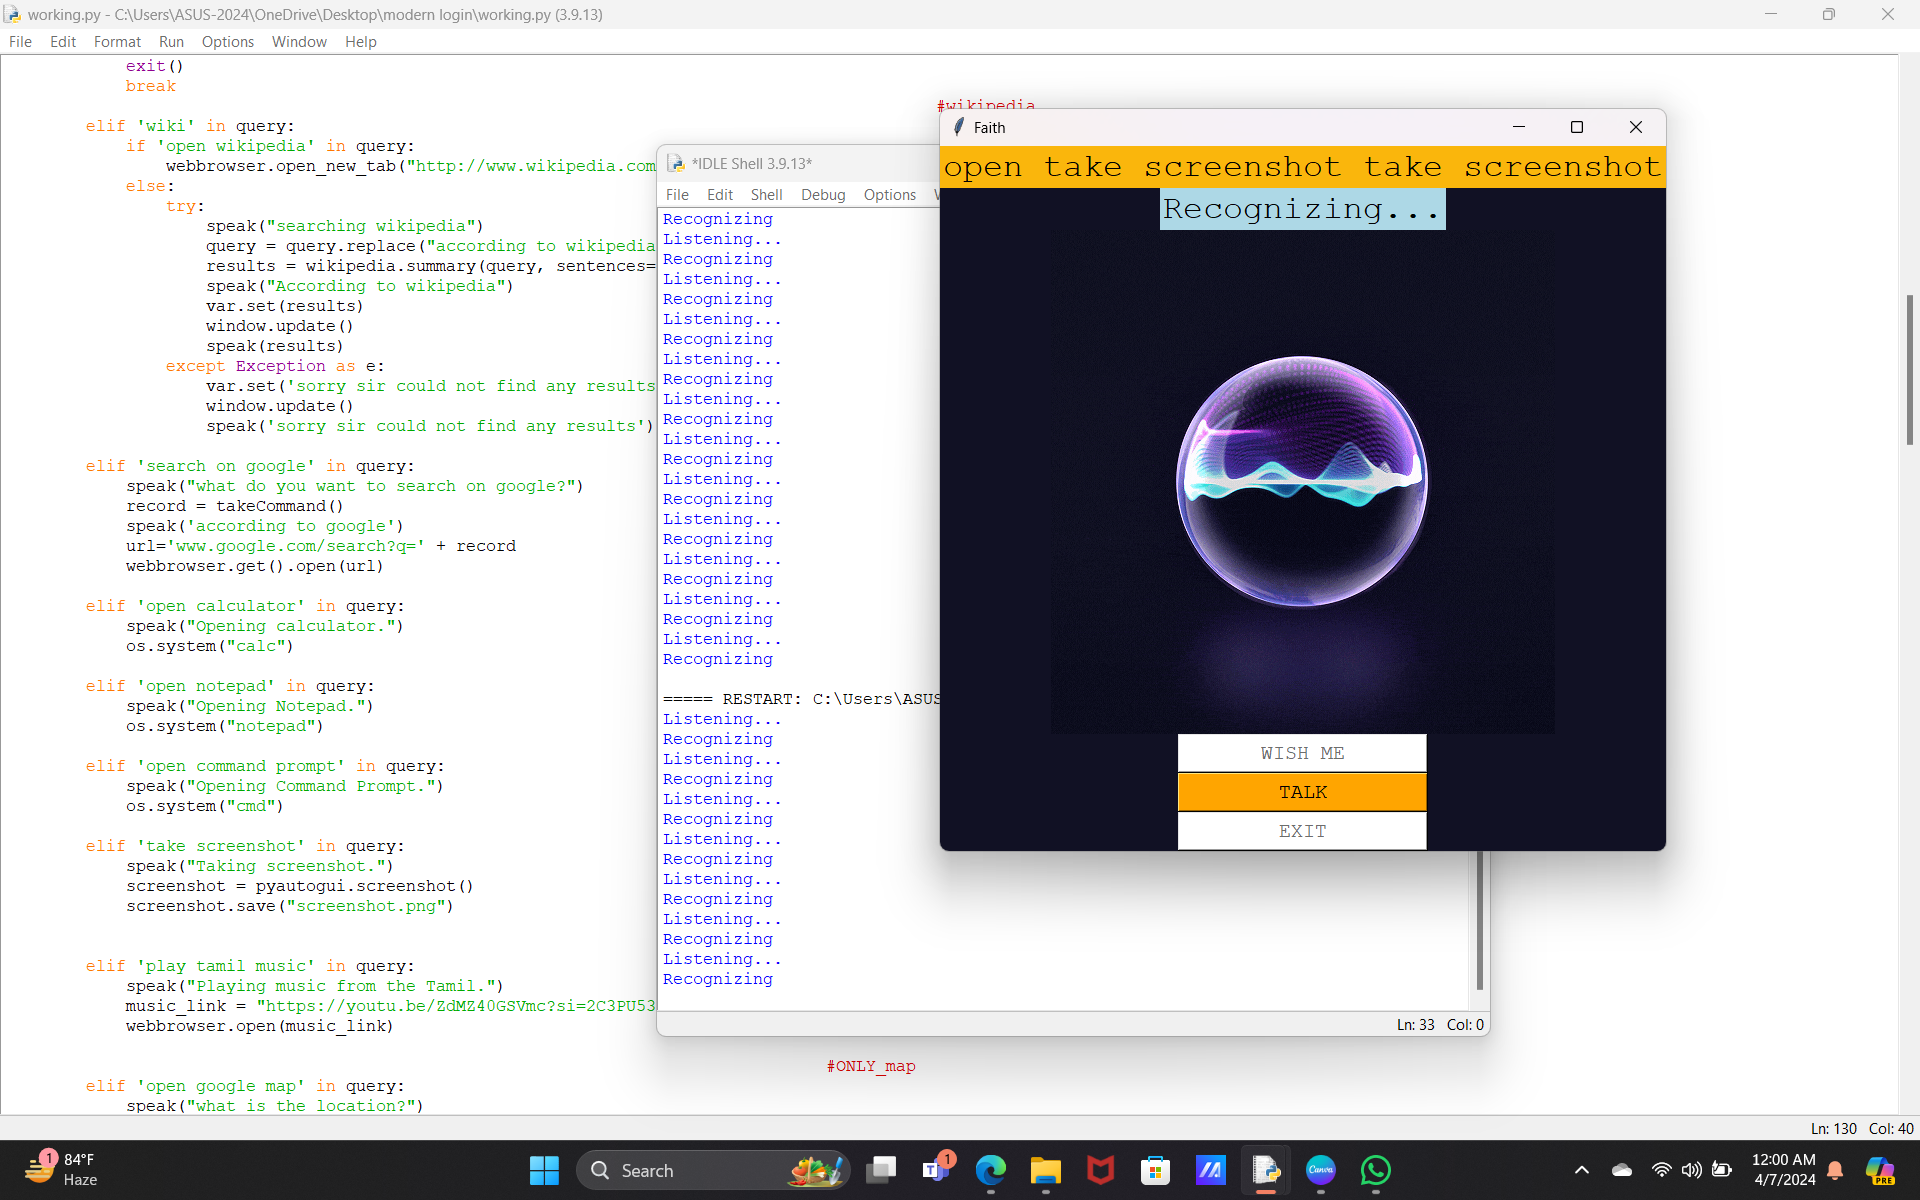 working.py - C:\Users\ASUS-2024\OneDrive\Desktop\modern login\working.py (3.9.13)
File Edit Format Run Options Window Help
exit()
break
#wikipedia
elif 'wiki' in query:
if 'open wikipedia' in query:
webbrowser.open_new_tab("http://www.wikipedia.com
else:
try:
speak("searching wikipedia")
query = query.replace("according to wikipedia
results = wikipedia.summary(query, sentences=
speak("According to wikipedia")
var.set(results)
window.update()
speak(results)
except Exception as e:
var.set('sorry sir could not find any results
window.update()
speak('sorry sir could not find any results')
elif 'search on google' in query:
speak("what do you want to search on google?")
record = takeCommand()
speak('according to google')
url='www.google.com/search?q=' + record
webbrowser.get().open(url)
elif 'open calculator' in query:
speak("Opening calculator.")
os.system("calc")
elif 'open notepad' in query:
speak("Opening Notepad.")
os.system("notepad")
elif 'open command prompt' in query:
speak("Opening Command Prompt.")
os.system("cmd")
elif 'take screenshot' in query:
speak("Taking screenshot.")
screenshot = pyautogui.screenshot()
screenshot.save("screenshot.png")
elif 'play tamil music' in query:
speak("Playing music from the Tamil.")
music_link = "https://youtu.be/ZdMZ40GSVmc?si=2C3PU53
webbrowser.open(music_link)
#ONLY_map
elif 'open google map' in query:
speak("what is the location?")
*IDLE Shell 3.9.13*
File Edit Shell Debug Options
Recognizing
Listening...
Recognizing
Listening...
Recognizing
Listening...
Recognizing
Listening...
Recognizing
Listening...
Recognizing
Listening...
Recognizing
Listening...
Recognizing
Listening...
Recognizing
Listening...
Recognizing
Listening...
Recognizing
Listening...
Recognizing
===== RESTART: C:\Users\ASUS
Listening...
Recognizing
Listening...
Recognizing
Listening...
Recognizing
Listening...
Recognizing
Listening...
Recognizing
Listening...
Recognizing
Listening...
Recognizing
Ln: 33 Col: 0
Faith
open take screenshot take screenshot
Recognizing...
WISH ME
TALK
EXIT
Ln: 130 Col: 40
1
84°F
Haze
Search
1
Canva
PRE
12:00 AM
4/7/2024